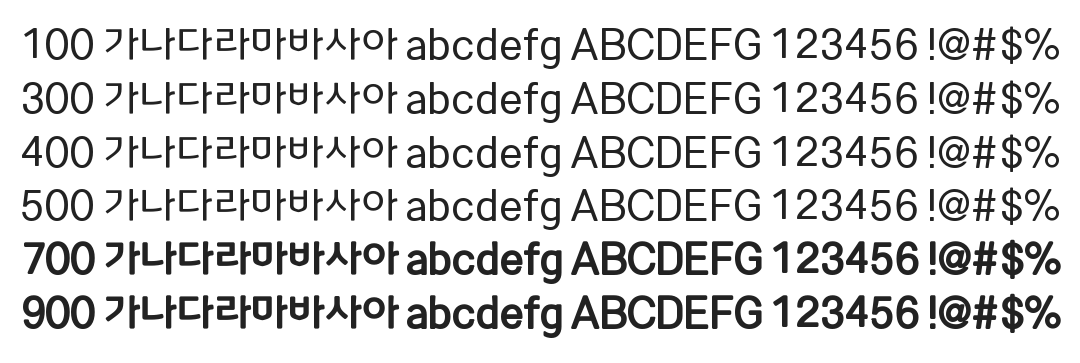 100 가나다라마바사아 abcdefg ABCDEFG 123456 !@#$%
300 가나다라마바사아 abcdefg ABCDEFG 123456 !@#$%
400 가나다라마바사아 abcdefg ABCDEFG 123456 !@#$%
500 가나다라마바사아 abcdefg ABCDEFG 123456 !@#$%
700 가나다라마바사아 abcdefg ABCDEFG 123456 !@#$%
900 가나다라마바사아 abcdefg ABCDEFG 123456 !@#$%